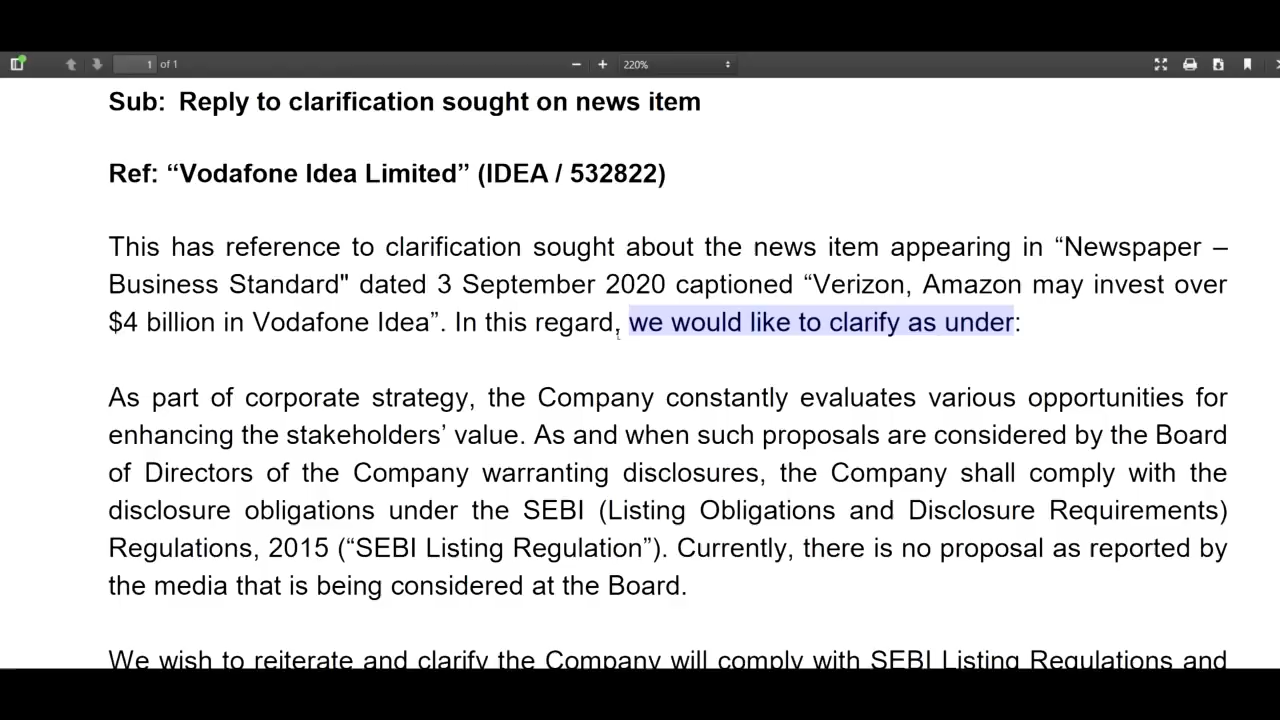 1 of 1
220%
Sub: Reply to clarification sought on news item
Ref: “Vodafone Idea Limited” (IDEA / 532822)
This has reference to clarification sought about the news item appearing in “Newspaper –
Business Standard" dated 3 September 2020 captioned “Verizon, Amazon may invest over
$4 billion in Vodafone Idea”. In this regard, we would like to clarify as under:
As part of corporate strategy, the Company constantly evaluates various opportunities for
enhancing the stakeholders’ value. As and when such proposals are considered by the Board
of Directors of the Company warranting disclosures, the Company shall comply with the
disclosure obligations under the SEBI (Listing Obligations and Disclosure Requirements)
Regulations, 2015 (“SEBI Listing Regulation”). Currently, there is no proposal as reported by
the media that is being considered at the Board.
We wish to reiterate and clarify the Company will comply with SEBI Listing Regulations and